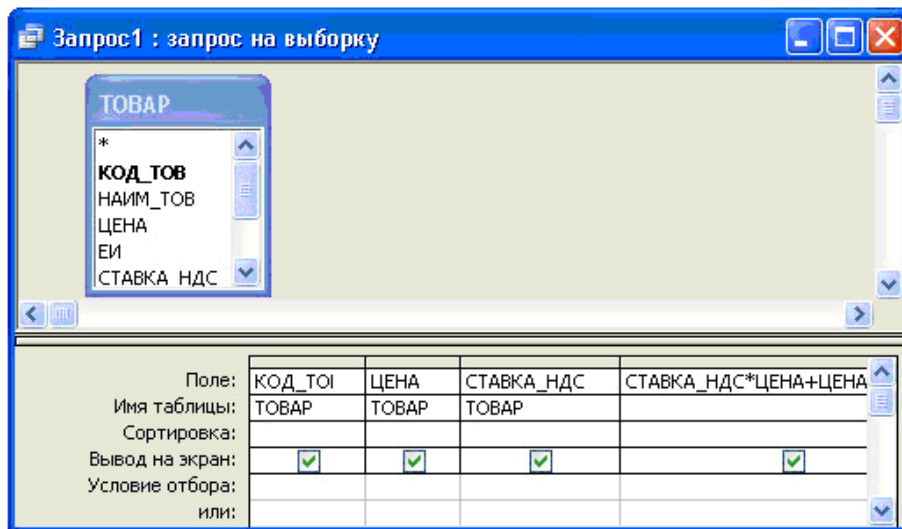 Запрос1 : запрос на выборку
ТОВАР
*
КОД_ТОВ
НАИМ_ТОВ
ЦЕНА
ЕИ
СТАВКА_НДС
Поле: КОД_ТОІ ЦЕНА СТАВКА_НДС СТАВКА_НДС*ЦЕНА+ЦЕНА
Имя таблицы: ТОВАР ТОВАР ТОВАР
Сортировка:
Вывод на экран:
Условие отбора:
или: